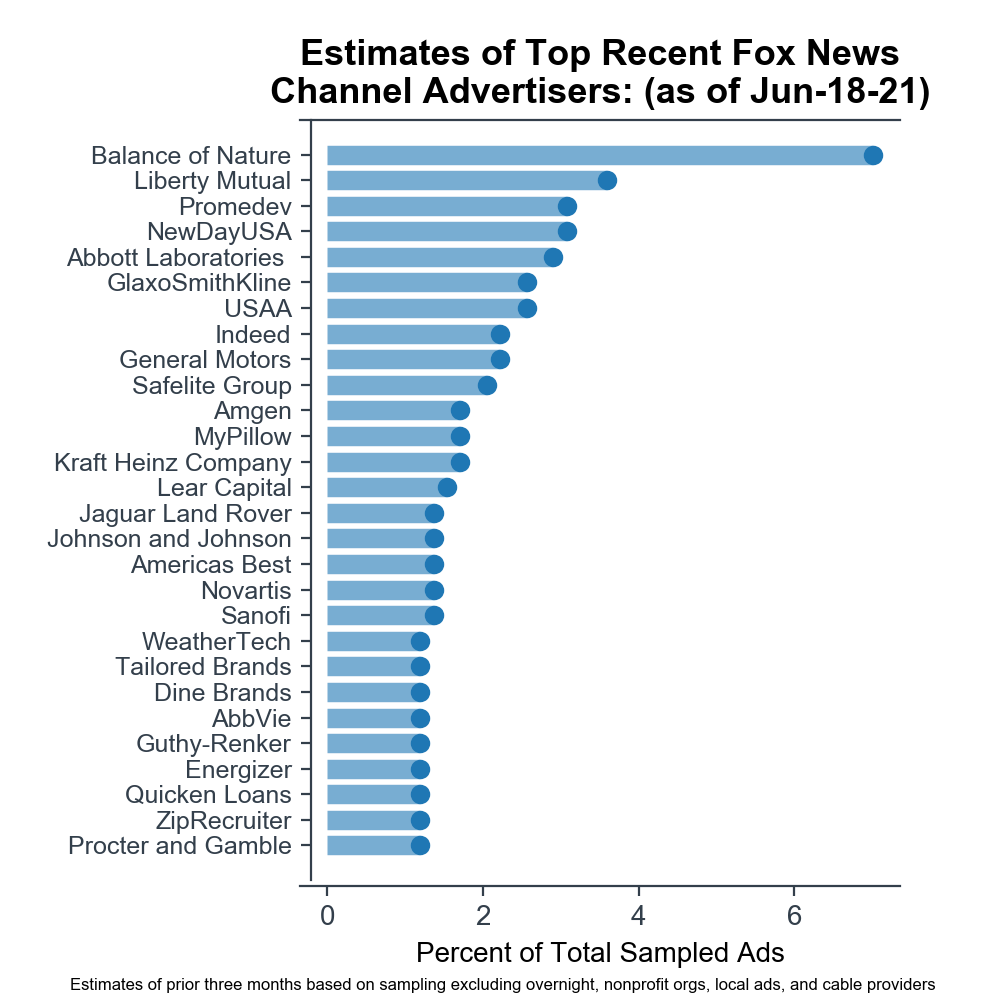 Estimates of Top Recent Fox News
Channel Advertisers: (as of Jun-18-21)
Balance of Nature
Liberty Mutual
Promedev
NewDayUSA
Abbott Laboratories
GlaxoSmithKline
USAA
Indeed
General Motors
Safelite Group
Amgen
MyPillow
Kraft Heinz Company
Lear Capital
Jaguar Land Rover
Johnson and Johnson
Americas Best
Novartis
Sanofi
WeatherTech
Tailored Brands
Dine Brands
AbbVie
Guthy-Renker
Energizer
Quicken Loans
ZipRecruiter
Procter and Gamble
0 2 4 6
Percent of Total Sampled Ads
Estimates of prior three months based on sampling excluding overnight, nonprofit orgs, local ads, and cable providers